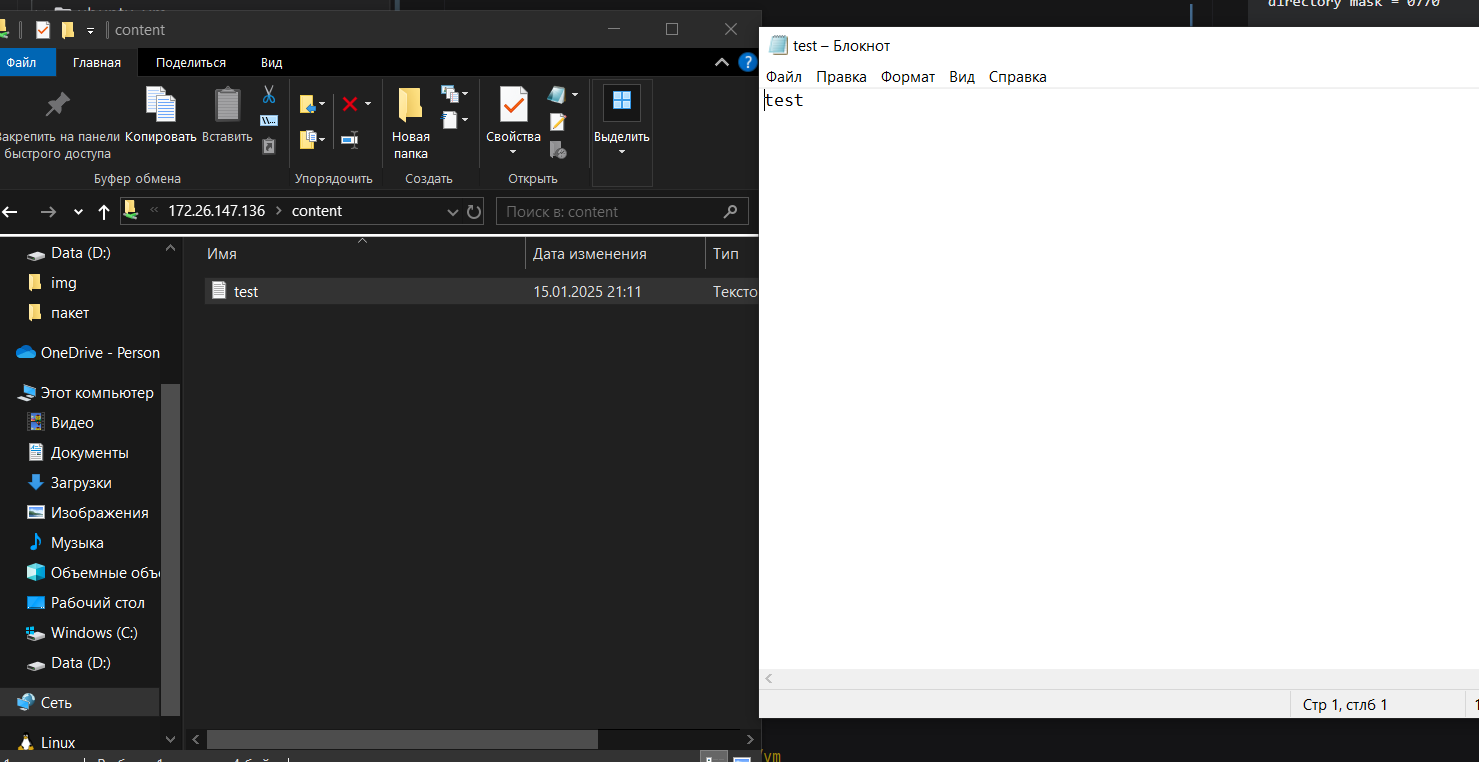 directory mask = 0770
content
Файл Главная Поделиться Вид
Закрепить на панели
быстрого доступа
Копировать
Вставить
Новая
папка
Свойства
Выделить
Буфер обмена Упорядочить Создать Открыть
« 172.26.147.136 > content
Поиск в: content
Data (D:)
img
пакет
OneDrive - Person
Этот компьютер
Видео
Документы
Загрузки
Изображения
Музыка
Объемные объе
Рабочий стол
Windows (C:)
Data (D:)
Сеть
Linux
Имя Дата изменения Тип
test 15.01.2025 21:11 Тексто
test – Блокнот
Файл Правка Формат Вид Справка
test
Стр 1, стлб 1